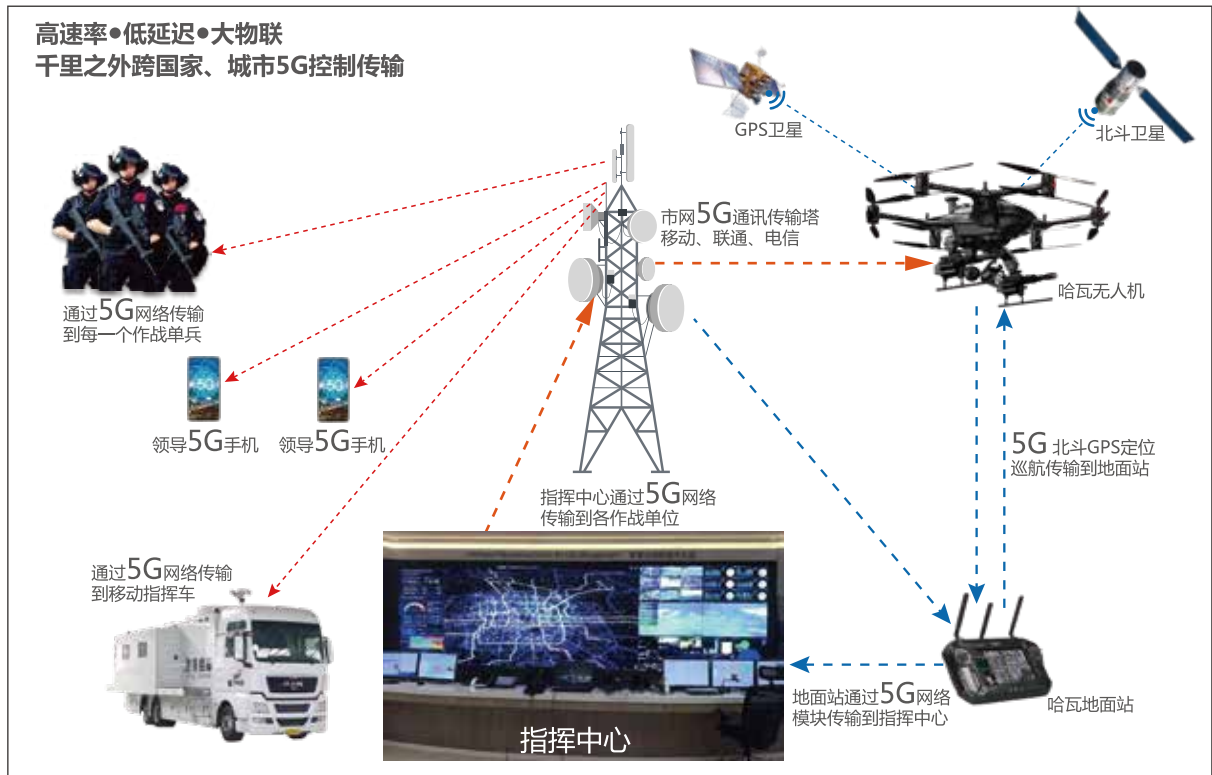 高速率●低延迟●大物联
千里之外跨国家、城市5G控制传输
GPS卫星
北斗卫星
市网5G通讯传输塔
移动、联通、电信
哈瓦无人机
通过5G网络传输
到每一个作战单兵
5G
5G
领导5G手机
领导5G手机
5G 北斗GPS定位
巡航传输到地面站
指挥中心通过5G网络
传输到各作战单位
通过5G网络传输
到移动指挥车
地面站通过5G网络
模块传输到指挥中心
哈瓦地面站
指挥中心